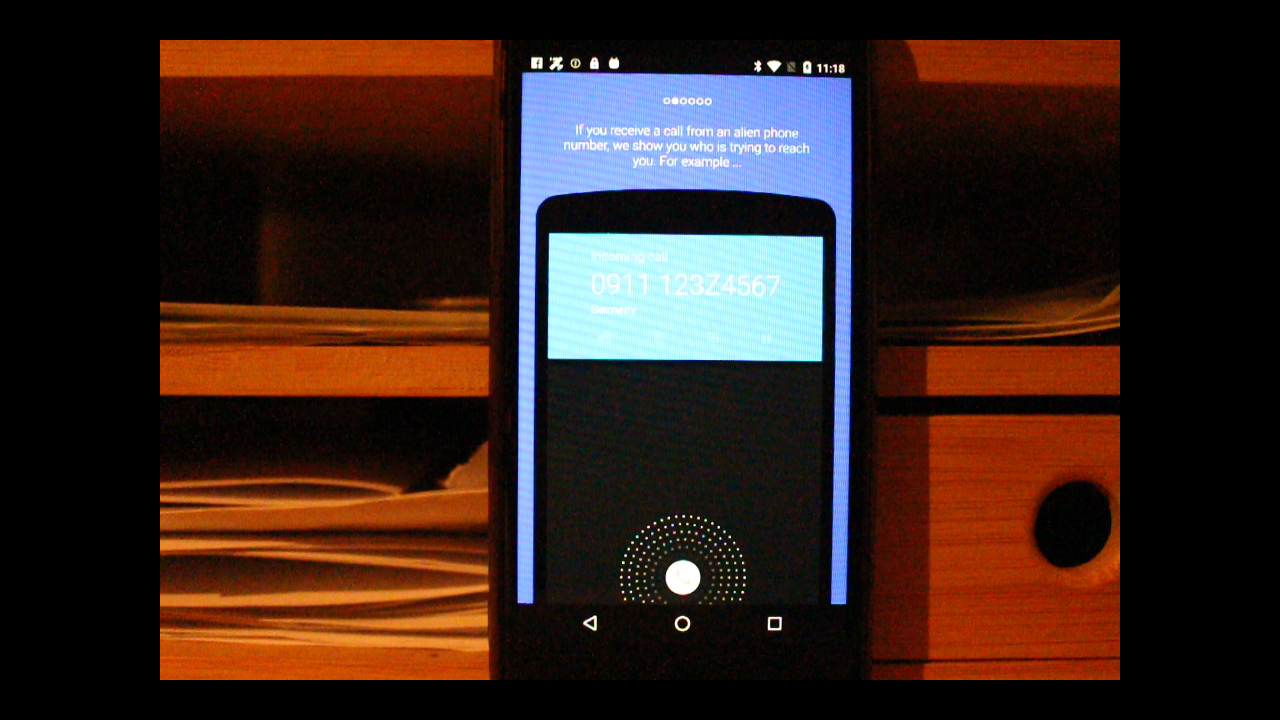 11:18
If you receive a call from an alien phone
number, we show you who is trying to reach
you. For example ...
Incoming call
0911 123Z4567
Germany